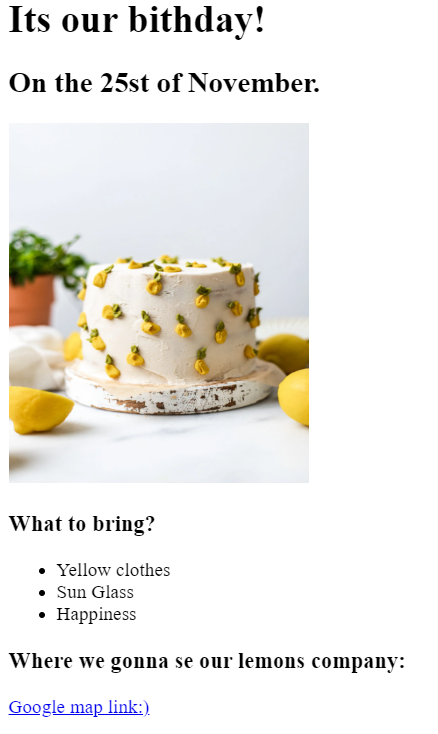 Its our bithday!
On the 25st of November.
What to bring?
Yellow clothes
Sun Glass
Happiness
Where we gonna se our lemons company:
Google map link:)